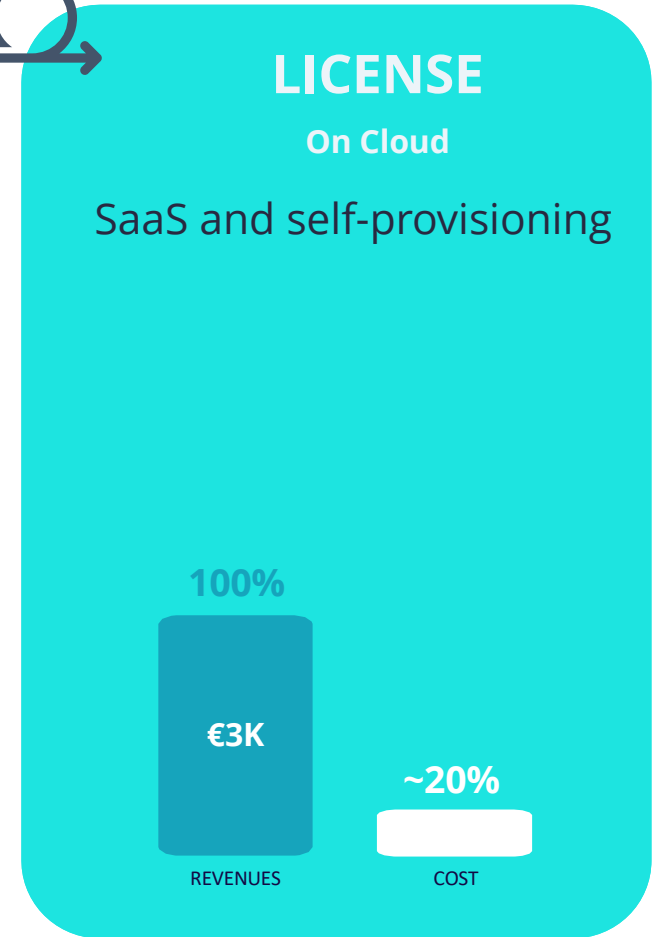 LICENSE
On Cloud
SaaS and self-provisioning
100%
€3K
~20%
REVENUES
COST